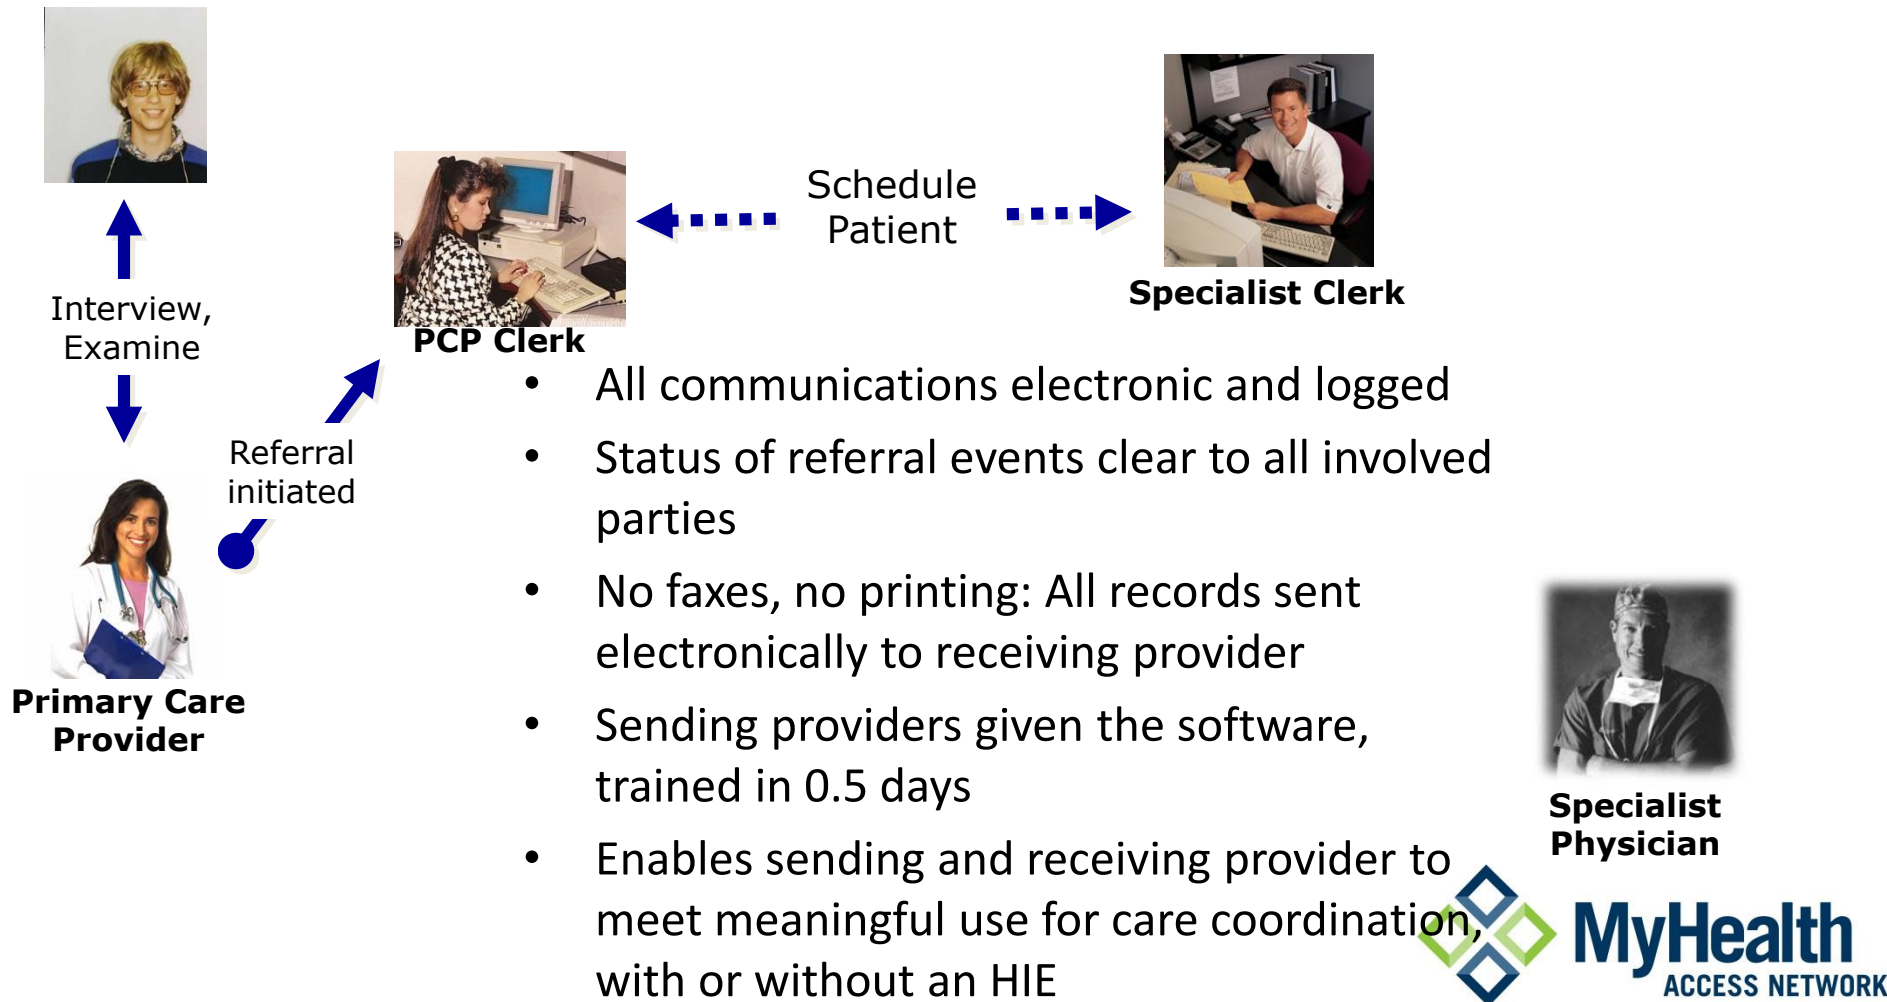 Interview,
Examine
Primary Care
Provider
Referral
initiated
PCP Clerk
Schedule
Patient
Specialist Clerk
• All communications electronic and logged
• Status of referral events clear to all involved
parties
• No faxes, no printing: All records sent
electronically to receiving provider
• Sending providers given the software,
trained in 0.5 days
• Enables sending and receiving provider to
meet meaningful use for care coordination,
with or without an HIE
Specialist
Physician
MyHealth
ACCESS NETWORK